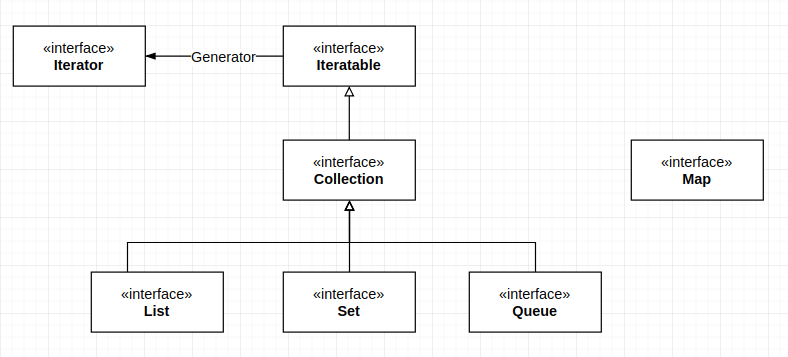 «interface»
Iterator
Generator
«interface»
Iteratable
«interface»
Collection
«interface»
Map
«interface»
List
«interface»
Set
«interface»
Queue